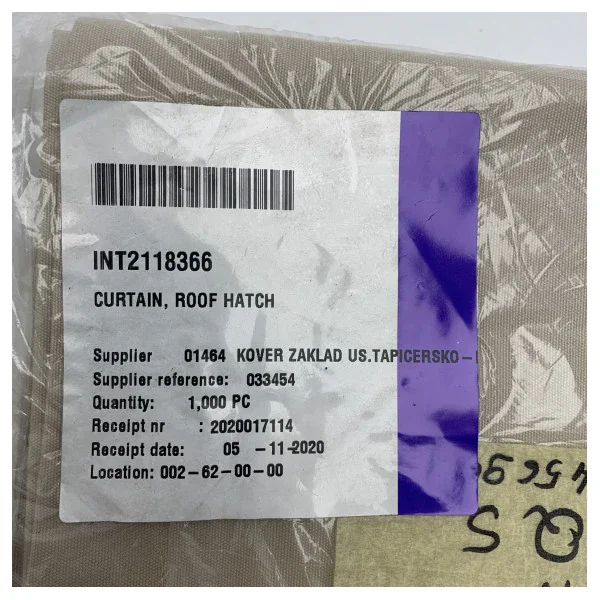 INT2118366
CURTAIN, ROOF HATCH
Supplier 01464 KOVER ZAKLAD US.TAPICERSKO-
Supplier reference: 033454
Quantity: 1,000 PC
Receipt nr : 2020017114
Receipt date: 05 -11-2020
Location: 002-62-00-00